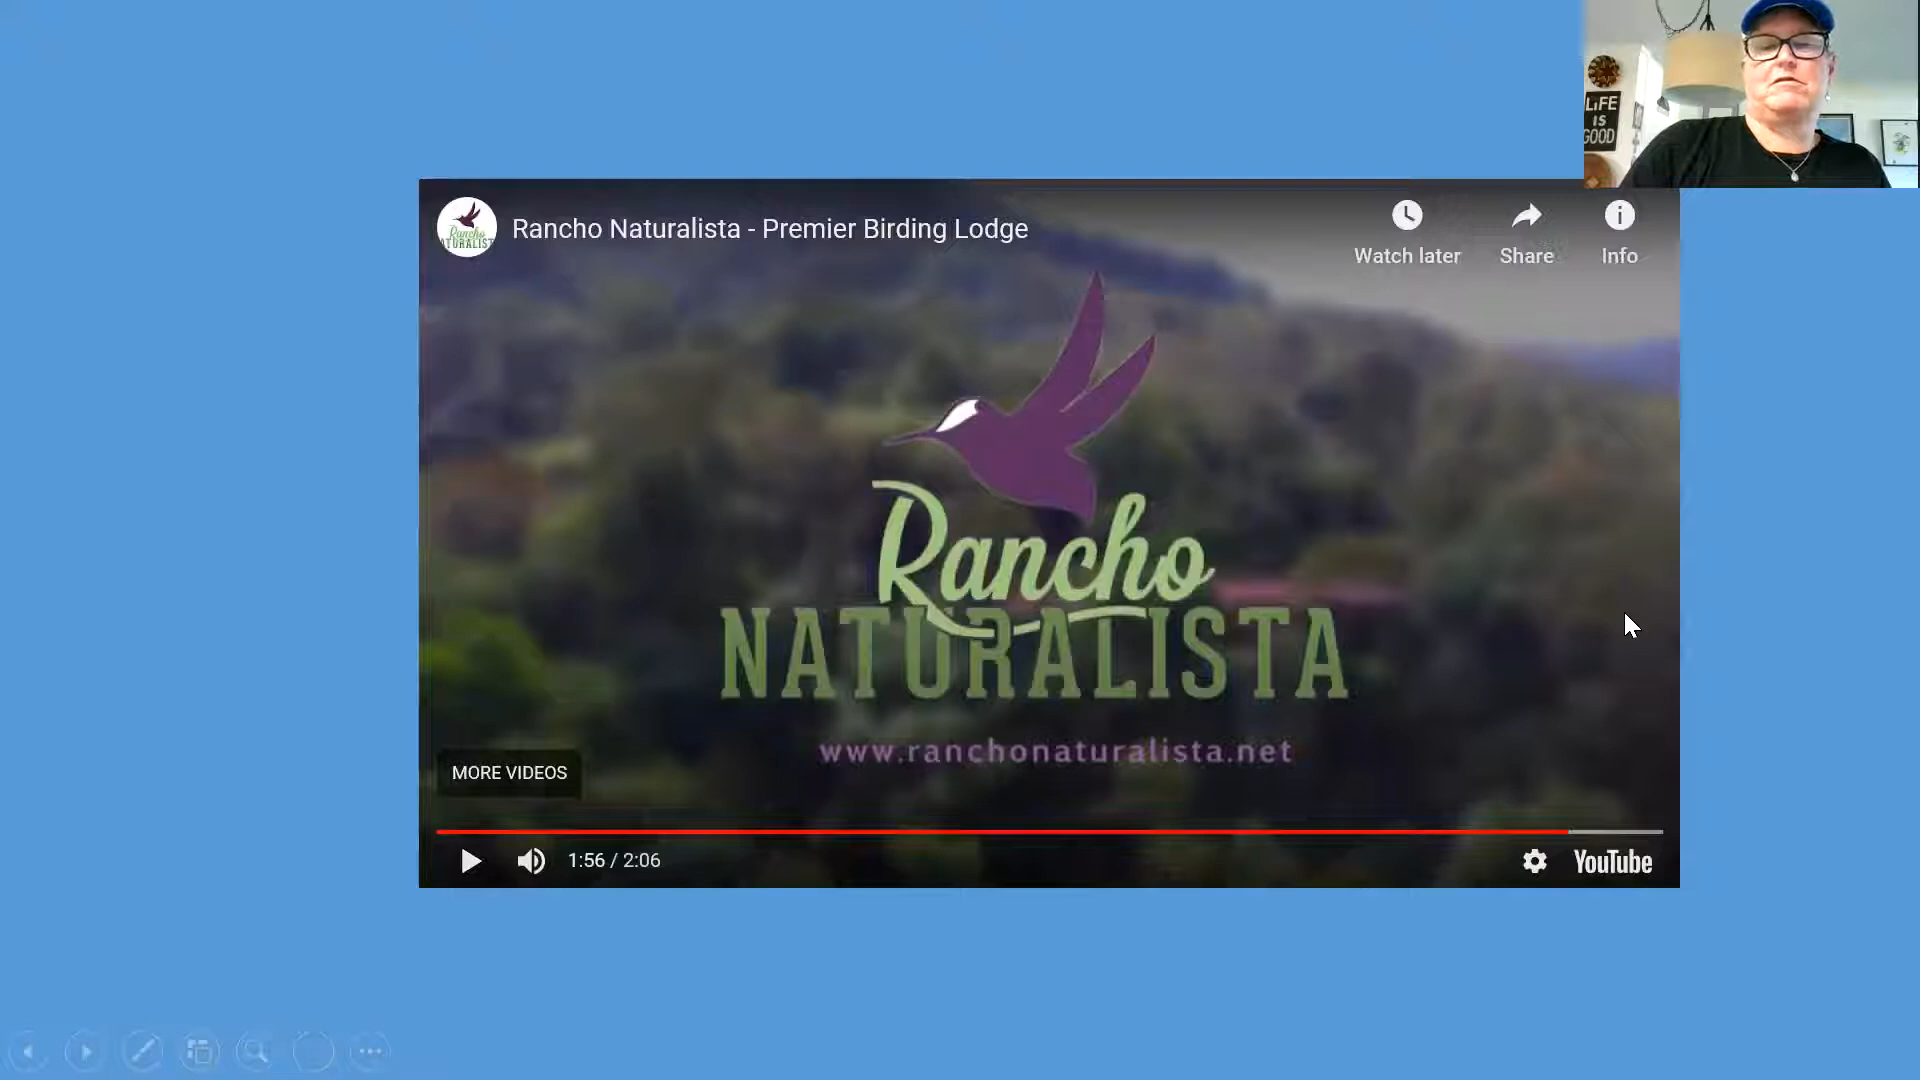 LiFE
IS
GOOD
Rancho Naturalista - Premier Birding Lodge
Watch later
Share
Info
Rancho
NATURALISTA
www.ranchonaturalista.net
MORE VIDEOS
1:56 / 2:06
YouTube